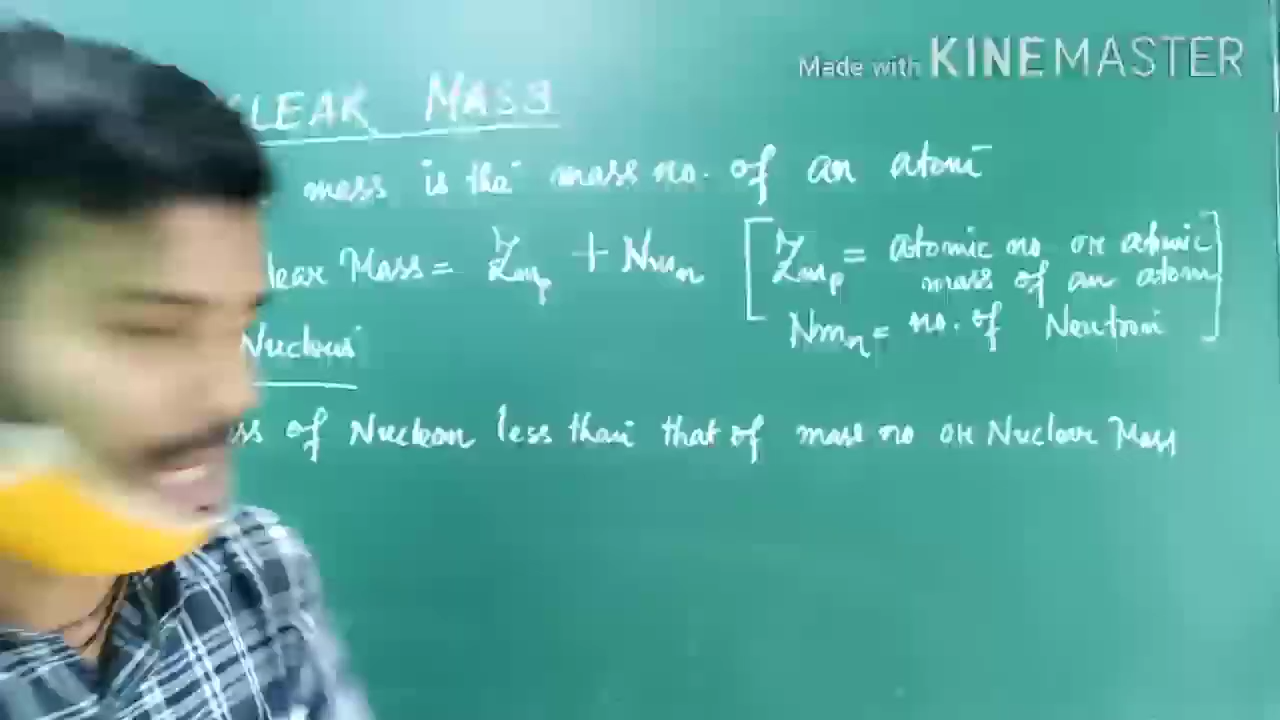 Made with KINEMASTER
LEAR MASS
mass is the mass no. of an atom
lear Mass = Zmp + Nmn [Zmp = atomic no or atomic
mass of an atom
Nmn = no. of Neutron]
Nucleus
ss of Nucleon less than that of mass no or Nuclear Mass